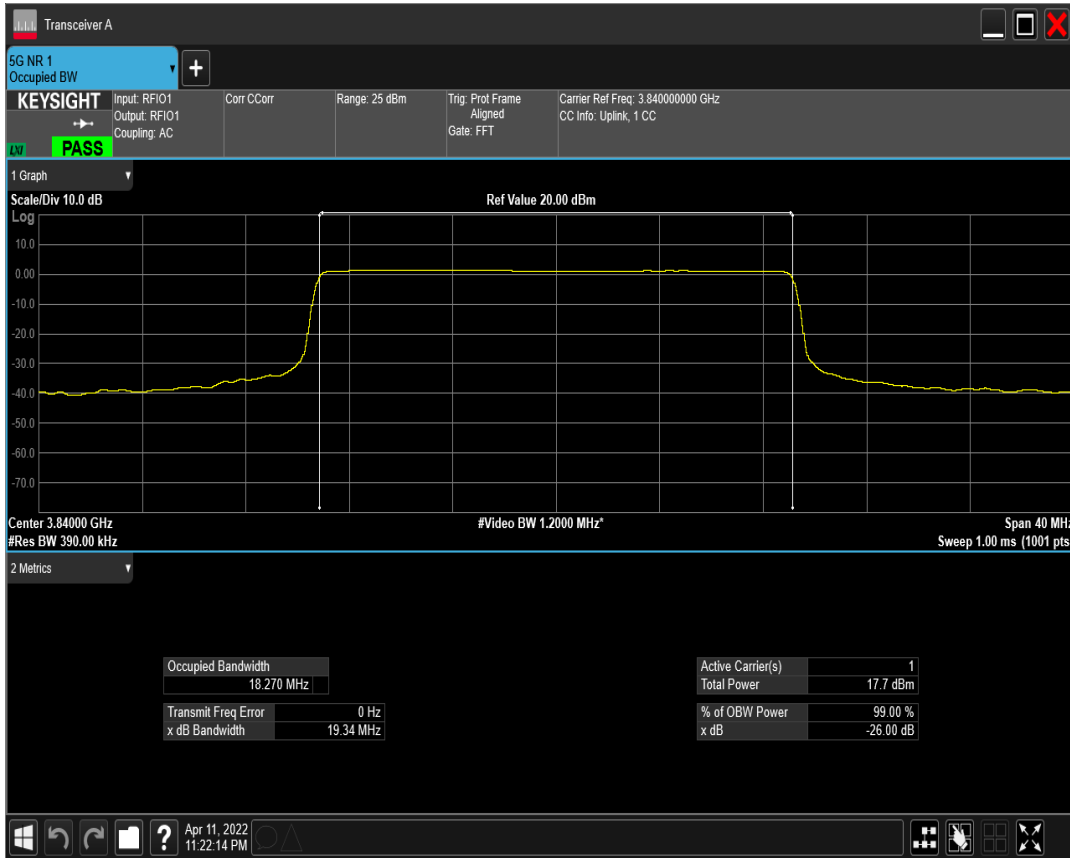 Transceiver A
5G NR 1
Occupied BW
+
KEYSIGHT
LXI
PASS
Input: RFIO1
Output: RFIO1
Coupling: AC
Corr CCorr
Range: 25 dBm
Trig: Prot Frame
Aligned
Gate: FFT
Carrier Ref Freq: 3.840000000 GHz
CC Info: Uplink, 1 CC
1 Graph
Scale/Div 10.0 dB
Ref Value 20.00 dBm
Log
10.0
0.00
-10.0
-20.0
-30.0
-40.0
-50.0
-60.0
-70.0
Center 3.84000 GHz
#Video BW 1.2000 MHz*
Span 40 MHz
#Res BW 390.00 kHz
Sweep 1.00 ms (1001 pts
2 Metrics
Occupied Bandwidth
18.270 MHz
Transmit Freq Error 0 Hz
x dB Bandwidth 19.34 MHz
Active Carrier(s) 1
Total Power 17.7 dBm
% of OBW Power 99.00 %
x dB -26.00 dB
?
Apr 11, 2022
11:22:14 PM